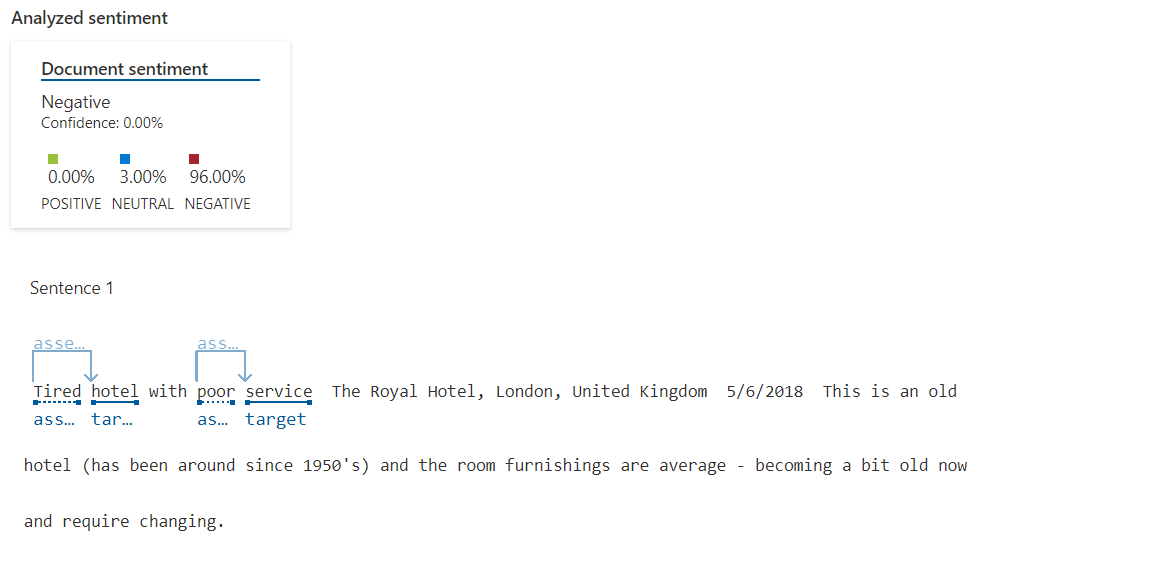 Analyzed sentiment
Document sentiment
Negative
Confidence: 0.00%
0.00% 3.00% 96.00%
POSITIVE NEUTRAL NEGATIVE
Sentence 1
asse… ass…
Tired hotel with poor service The Royal Hotel, London, United Kingdom 5/6/2018 This is an old
ass… tar… as… target
hotel (has been around since 1950's) and the room furnishings are average - becoming a bit old now
and require changing.